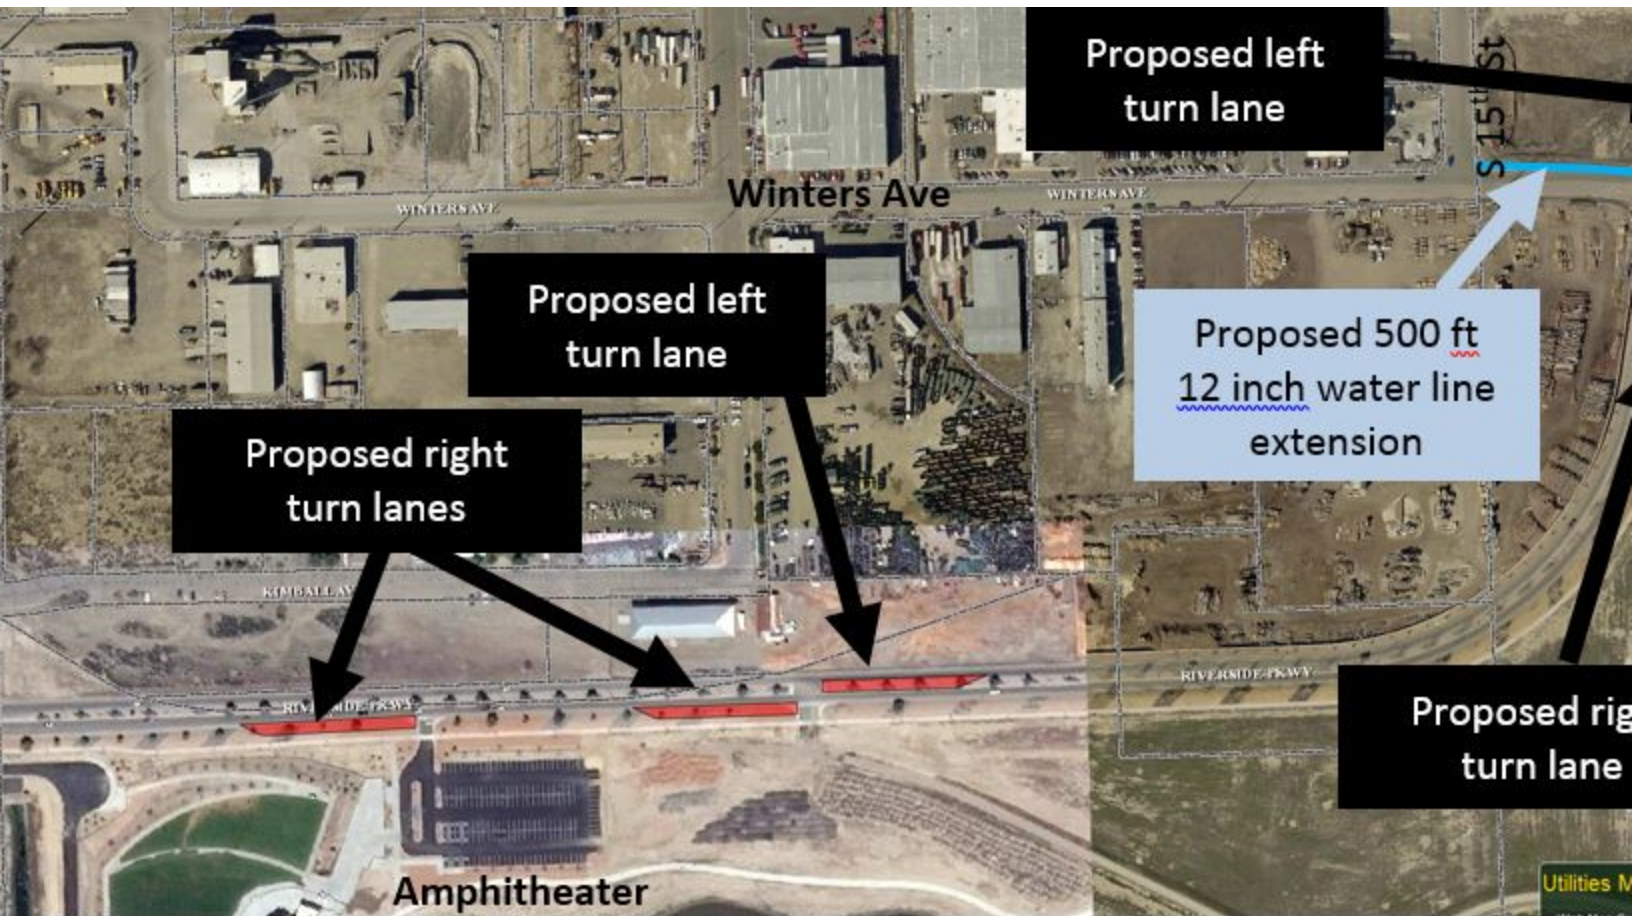 Proposed left
turn lane
S 15th St
Winters Ave
WINTERS AVE
WINTERS AVE
Proposed left
turn lane
Proposed 500 ft
12 inch water line
extension
Proposed right
turn lanes
KIMBALL AV
RIVERSIDE PKWY
RIVERSIDE PKWY
Proposed rig
turn lane
Amphitheater
Utilities M